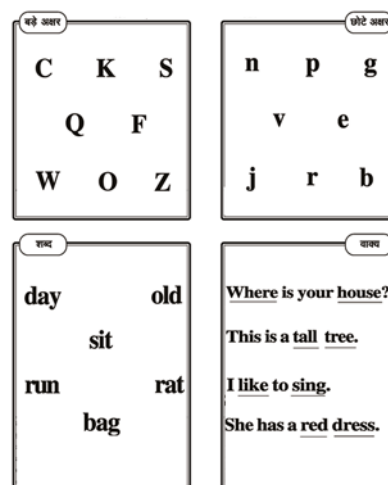 बड़े अक्षर
C K S
Q F
W O Z
छोटे अक्षर
n p g
v e
j r b
शब्द
day old
sit
run rat
bag
वाक्य
Where is your house?
This is a tall tree.
I like to sing.
She has a red dress.